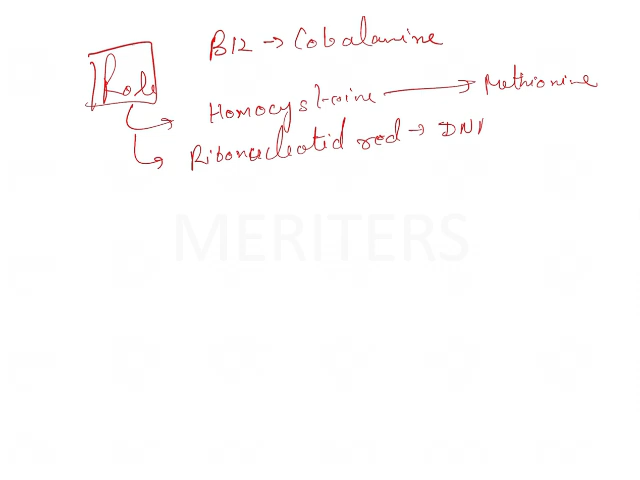 B12 → Cobalamine
Role
Homocysteine → Methionine
Ribonucleotid red → DNA
MERITERS